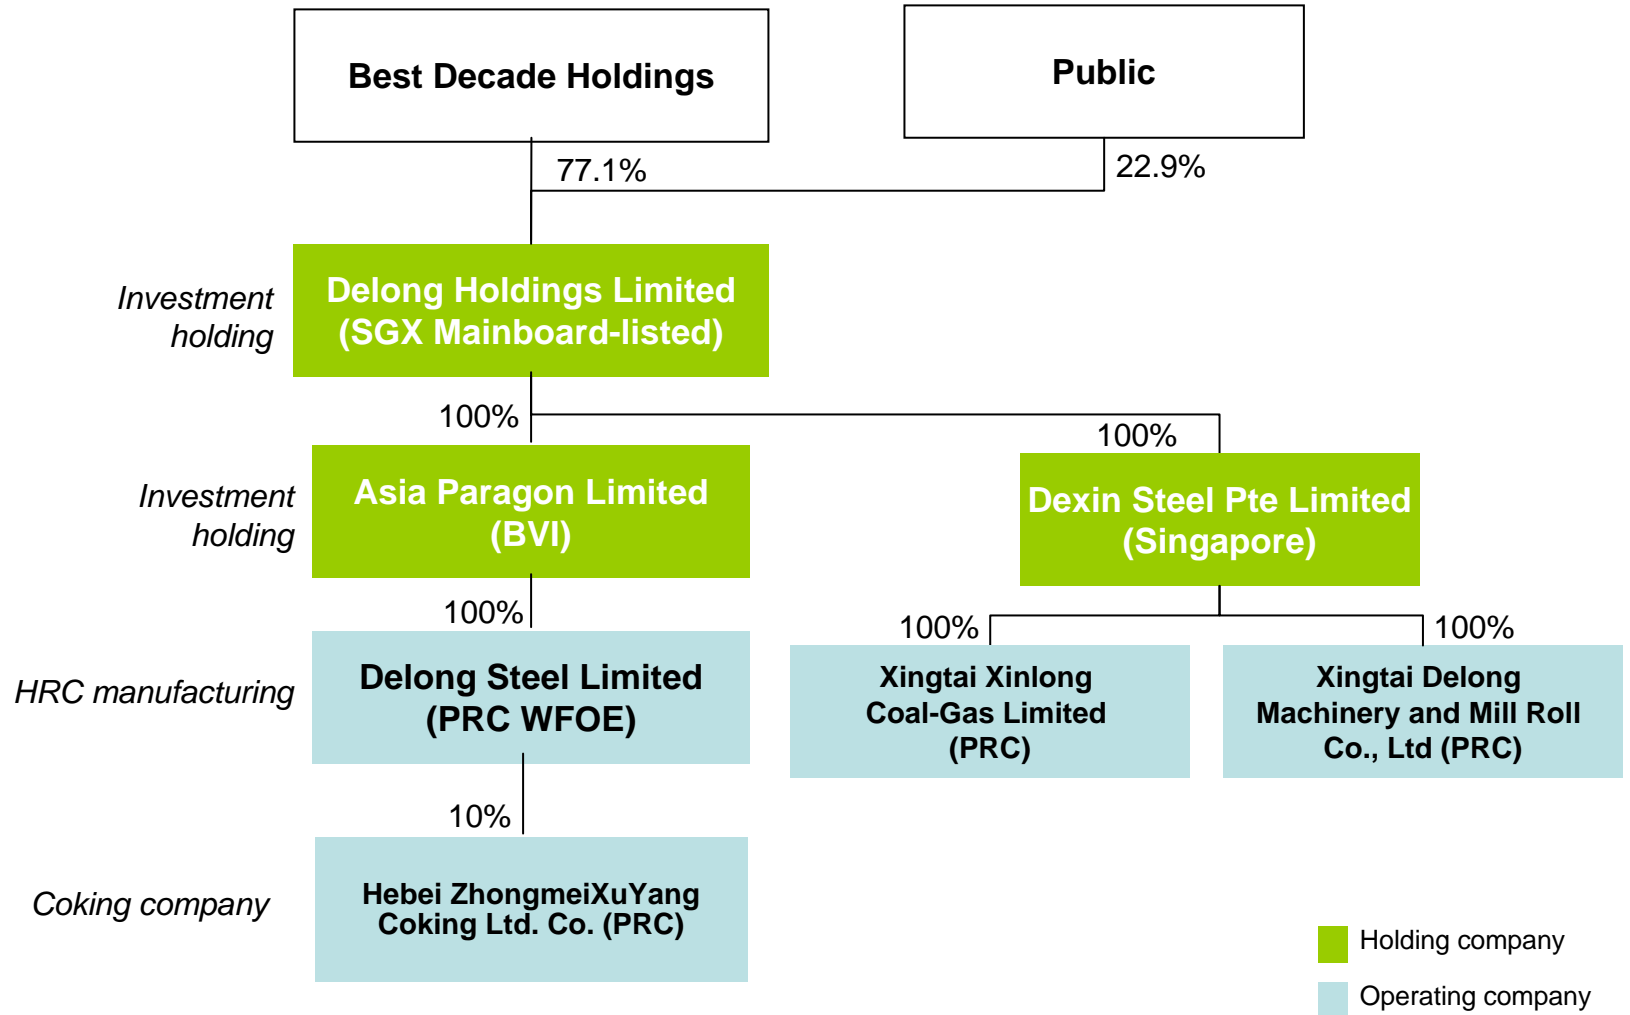 Best Decade Holdings
Public
77.1%
22.9%
Investment
holding
Delong Holdings Limited
(SGX Mainboard-listed)
100%
100%
Investment
holding
Asia Paragon Limited
(BVI)
Dexin Steel Pte Limited
(Singapore)
100%
100%
100%
HRC manufacturing
Delong Steel Limited
(PRC WFOE)
Xingtai Xinlong
Coal-Gas Limited
(PRC)
Xingtai Delong
Machinery and Mill Roll
Co., Ltd (PRC)
10%
Coking company
Hebei ZhongmeiXuYang
Coking Ltd. Co. (PRC)
Holding company
Operating company